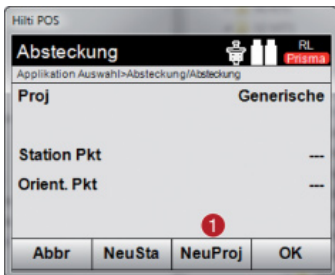 Hilti POS
Absteckung
RL
Prisma
Applikation Auswahl>Absteckung/Absteckung
Proj Generische
Station Pkt ---
Orient. Pkt ---
1
Abbr NeuSta NeuProj OK